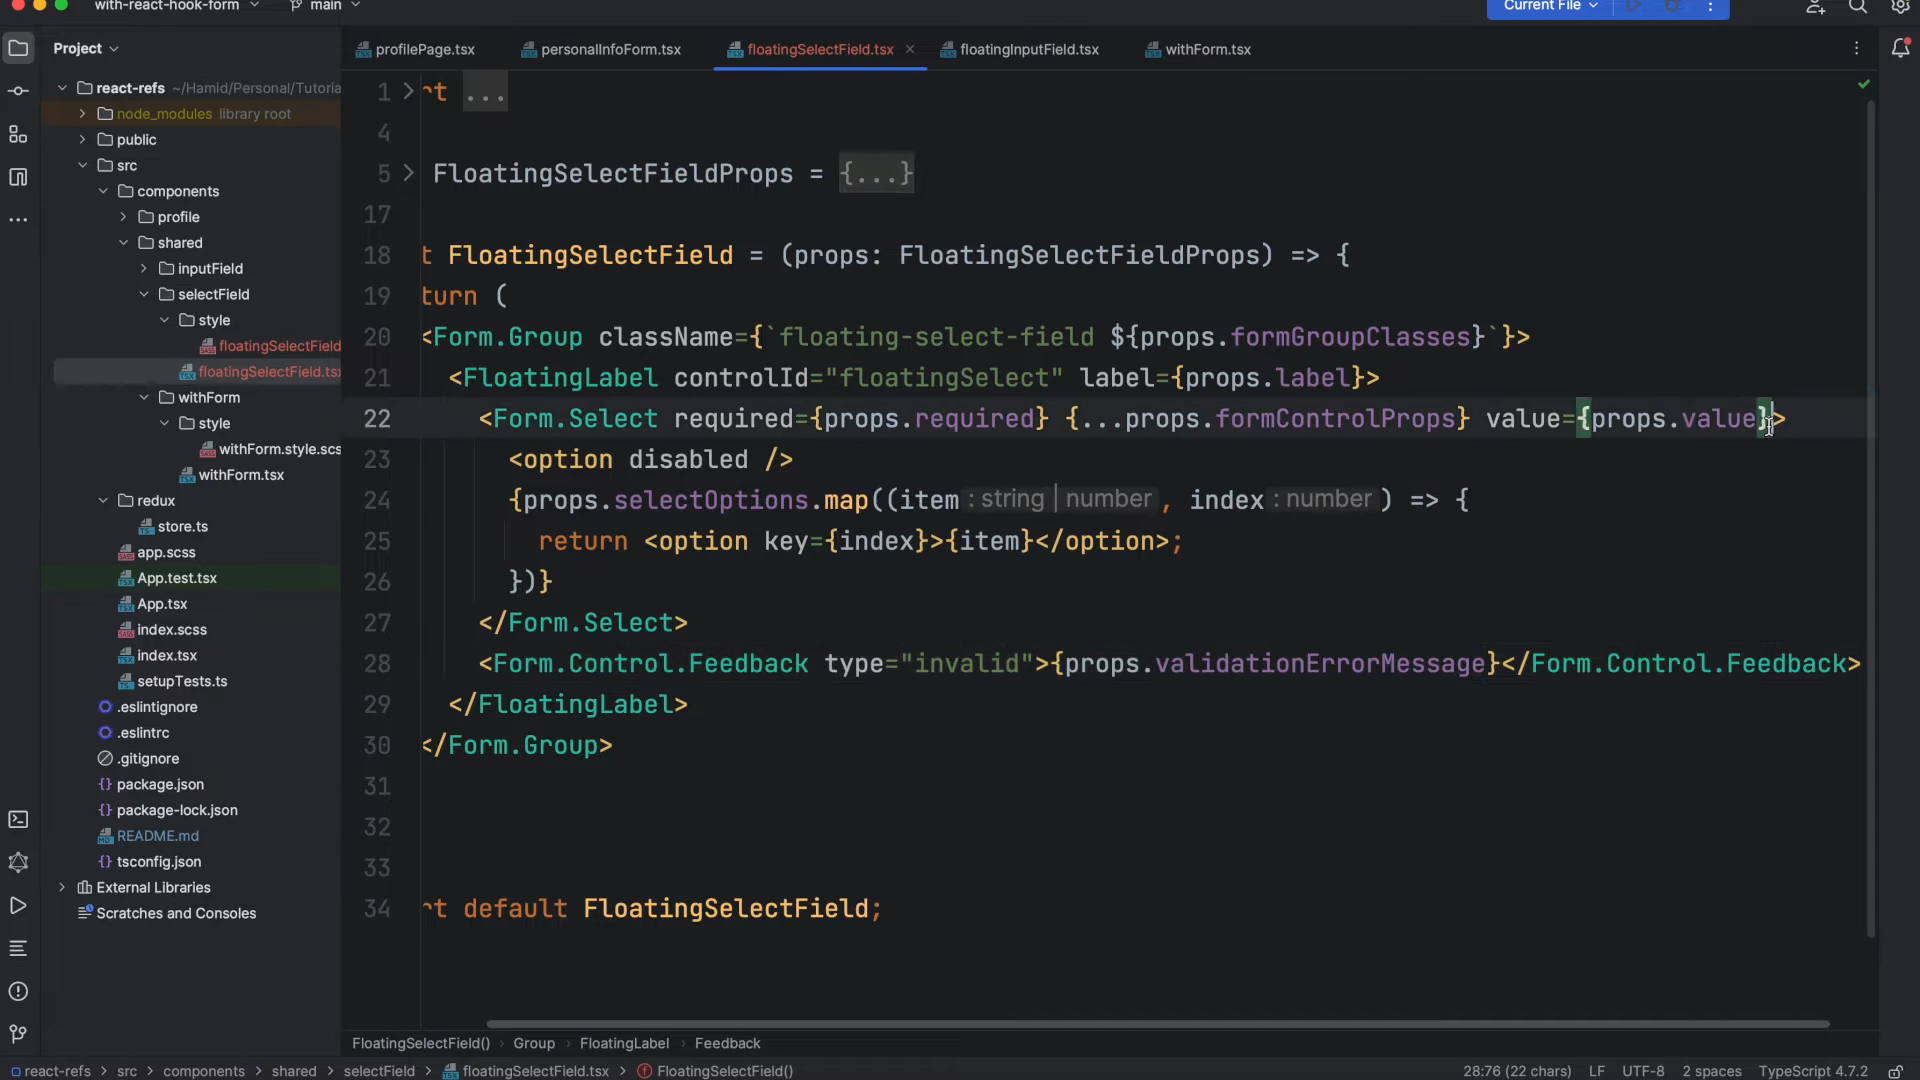 with-react-hook-form
main
Current File
Project
profilePage.tsx
personalInfoForm.tsx
floatingSelectField.tsx
floatingInputField.tsx
withForm.tsx
react-refs ~/Hamid/Personal/Tutoria
node_modules library root
public
src
components
profile
shared
inputField
selectField
style
floatingSelectField
floatingSelectField.tsx
withForm
style
withForm.style.scs
withForm.tsx
redux
store.ts
app.scss
App.test.tsx
App.tsx
index.scss
index.tsx
setupTests.ts
.eslintignore
.eslintrc
.gitignore
package.json
package-lock.json
README.md
tsconfig.json
External Libraries
Scratches and Consoles
1 rt ...
4
5 FloatingSelectFieldProps = {...}
17
18 t FloatingSelectField = (props: FloatingSelectFieldProps) => {
19 turn (
20 <Form.Group className={`floating-select-field ${props.formGroupClasses}`}>
21 <FloatingLabel controlId="floatingSelect" label={props.label}>
22 <Form.Select required={props.required} {...props.formControlProps} value={props.value}>
23 <option disabled />
24 {props.selectOptions.map((item : string | number , index : number ) => {
25 return <option key={index}>{item}</option>;
26 })}
27 </Form.Select>
28 <Form.Control.Feedback type="invalid">{props.validationErrorMessage}</Form.Control.Feedback>
29 </FloatingLabel>
30 </Form.Group>
31
32
33
34 rt default FloatingSelectField;
FloatingSelectField() > Group > FloatingLabel > Feedback
react-refs > src > components > shared > selectField > floatingSelectField.tsx > FloatingSelectField()
28:76 (22 chars) LF UTF-8 2 spaces TypeScript 4.7.2